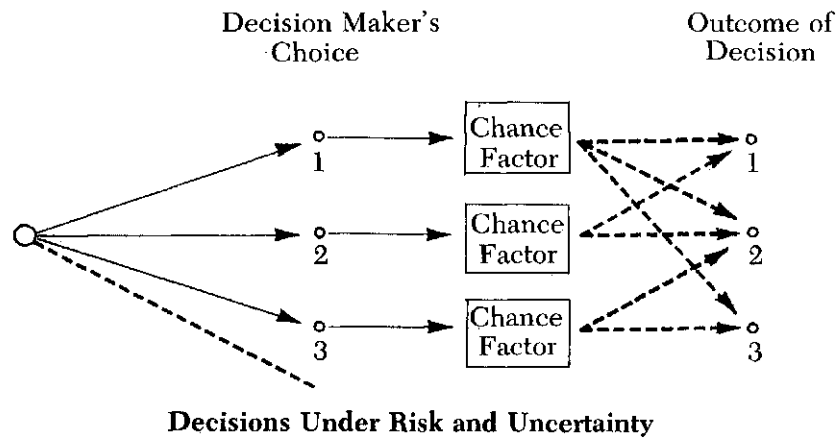 Decision Maker's
Choice
Outcome of
Decision
Chance
Factor
1
1
Chance
Factor
2
2
Chance
Factor
3
3
Decisions Under Risk and Uncertainty